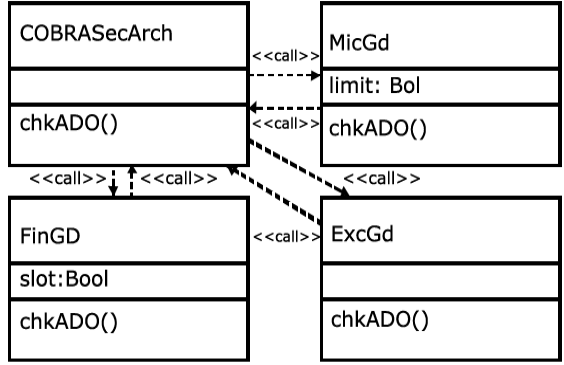 COBRASecArch
<<call>>
MicGd
limit: Bol
chkADO()
<<call>>
chkADO()
<<call>>
<<call>>
<<call>>
FinGD
<<call>>
ExcGd
slot:Bool
chkADO()
chkADO()